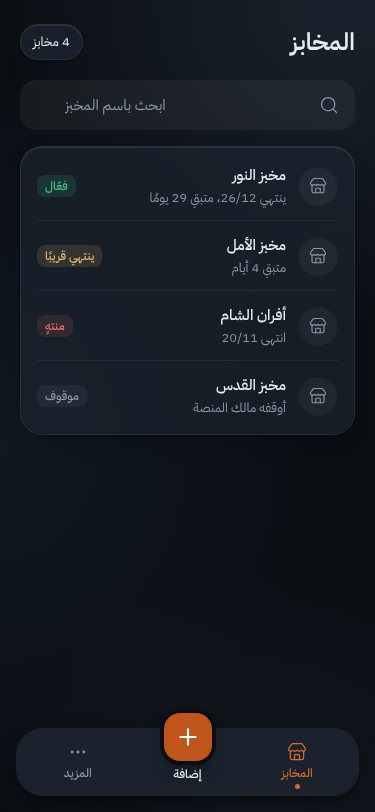 المخابز
4 مخابز
ابحث باسم المخبز
مخبز النور
فعّال
ينتهي 26/12، متبقٍ 29 يومًا
مخبز الأمل
ينتهي قريبًا
متبقٍ 4 أيام
أفران الشام
منتهٍ
انتهى 20/11
مخبز القدس
موقوف
أوقفه مالك المنصة
المخابز
إضافة
المزيد